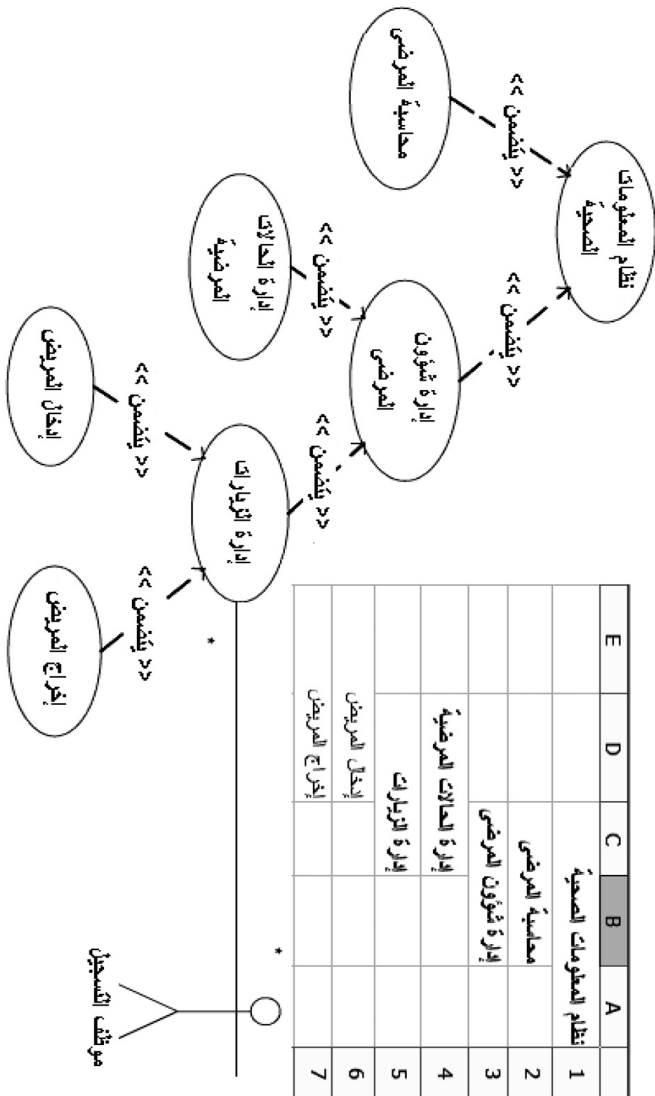 نظام المعلومات
الصحية
<< يتضمن >>
<< يتضمن >>
محاسبة المرضى
إدارة شؤون
المرضى
<< يتضمن >>
<< يتضمن >>
إدارة الحالات
المرضية
إدارة الزيارات
<< يتضمن >>
<< يتضمن >>
إدخال المريض
إخراج المريض
*
*
موظف التسجيل
E D C B A
نظام المعلومات الصحية 1
محاسبة المرضى 2
إدارة شؤون المرضى 3
إدارة الحالات المرضية 4
إدارة الزيارات 5
إدخال المريض 6
إخراج المريض 7